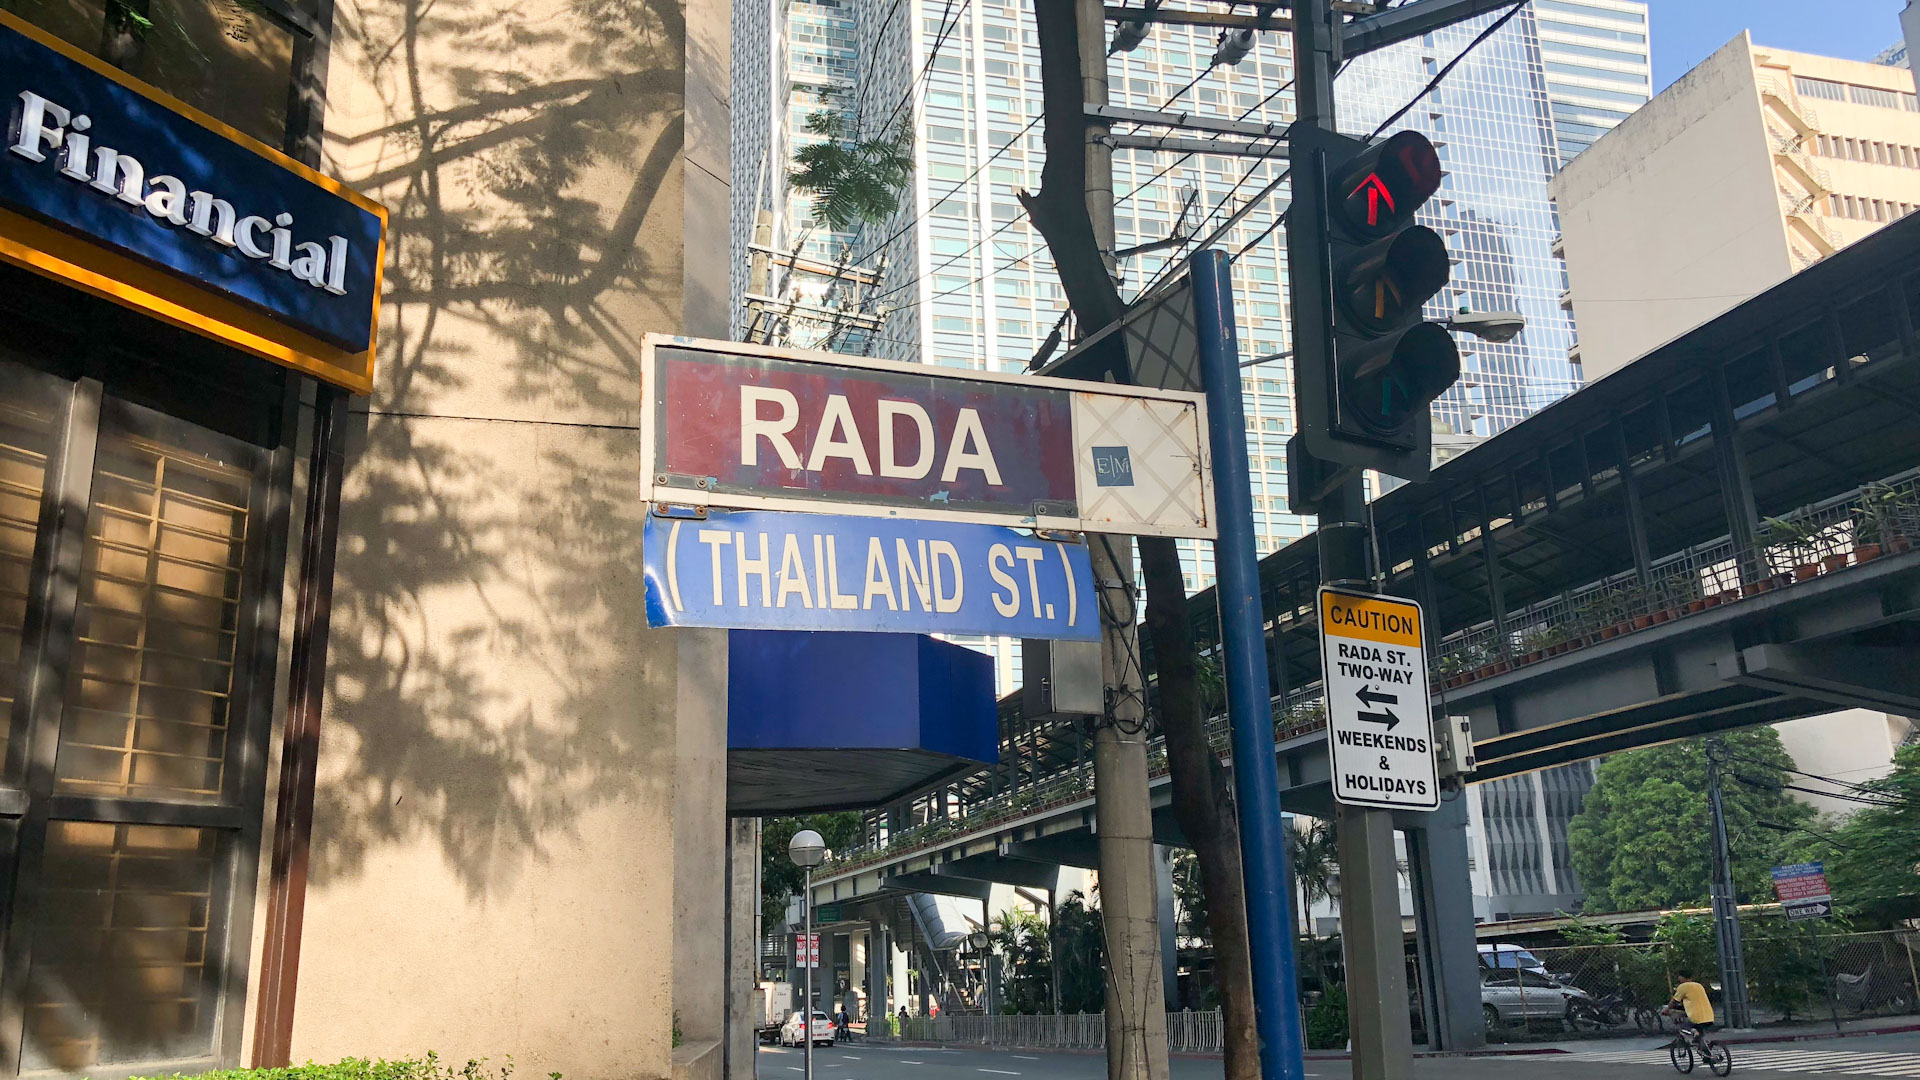 Financial
RADA
E|M
(THAILAND ST.)
CAUTION
RADA ST.
TWO-WAY
WEEKENDS
&
HOLIDAYS
ONE WAY